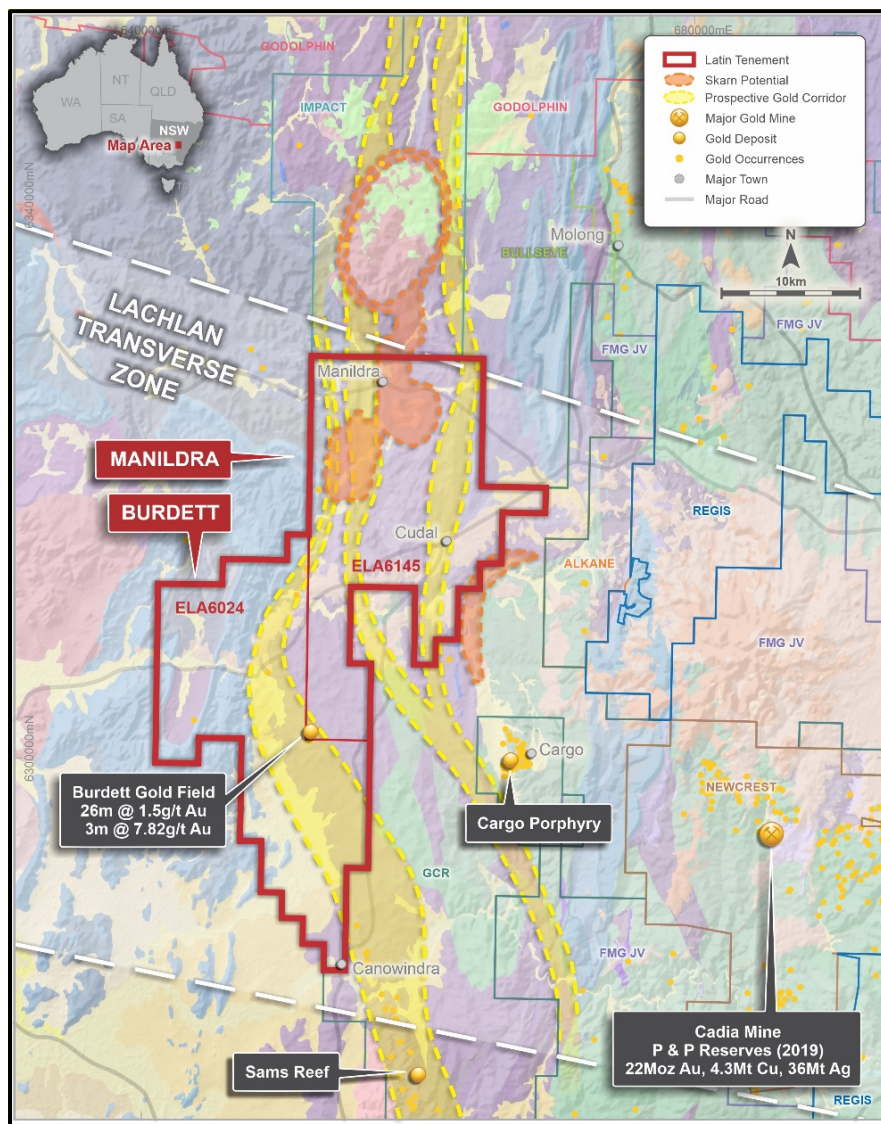 640000mE
680000mE
6340000mN
6300000mN
WA
NT
SA
QLD
NSW
Map Area
GODOLPHIN
IMPACT
GODOLPHIN
Latin Tenement
Skarn Potential
Prospective Gold Corridor
Major Gold Mine
Gold Deposit
Gold Occurrences
Major Town
Major Road
N
10km
Molong
BULLSEYE
FMG JV
FMG JV
LACHLAN
TRANSVERSE
ZONE
Manildra
MANILDRA
BURDETT
REGIS
Cudal
ELA6145
ALKANE
ELA6024
FMG JV
Burdett Gold Field
26m @ 1.5g/t Au
3m @ 7.82g/t Au
Cargo
Cargo Porphyry
NEWCREST
GCR
FMG JV
Canowindra
Cadia Mine
P & P Reserves (2019)
22Moz Au, 4.3Mt Cu, 36Mt Ag
Sams Reef
REGIS